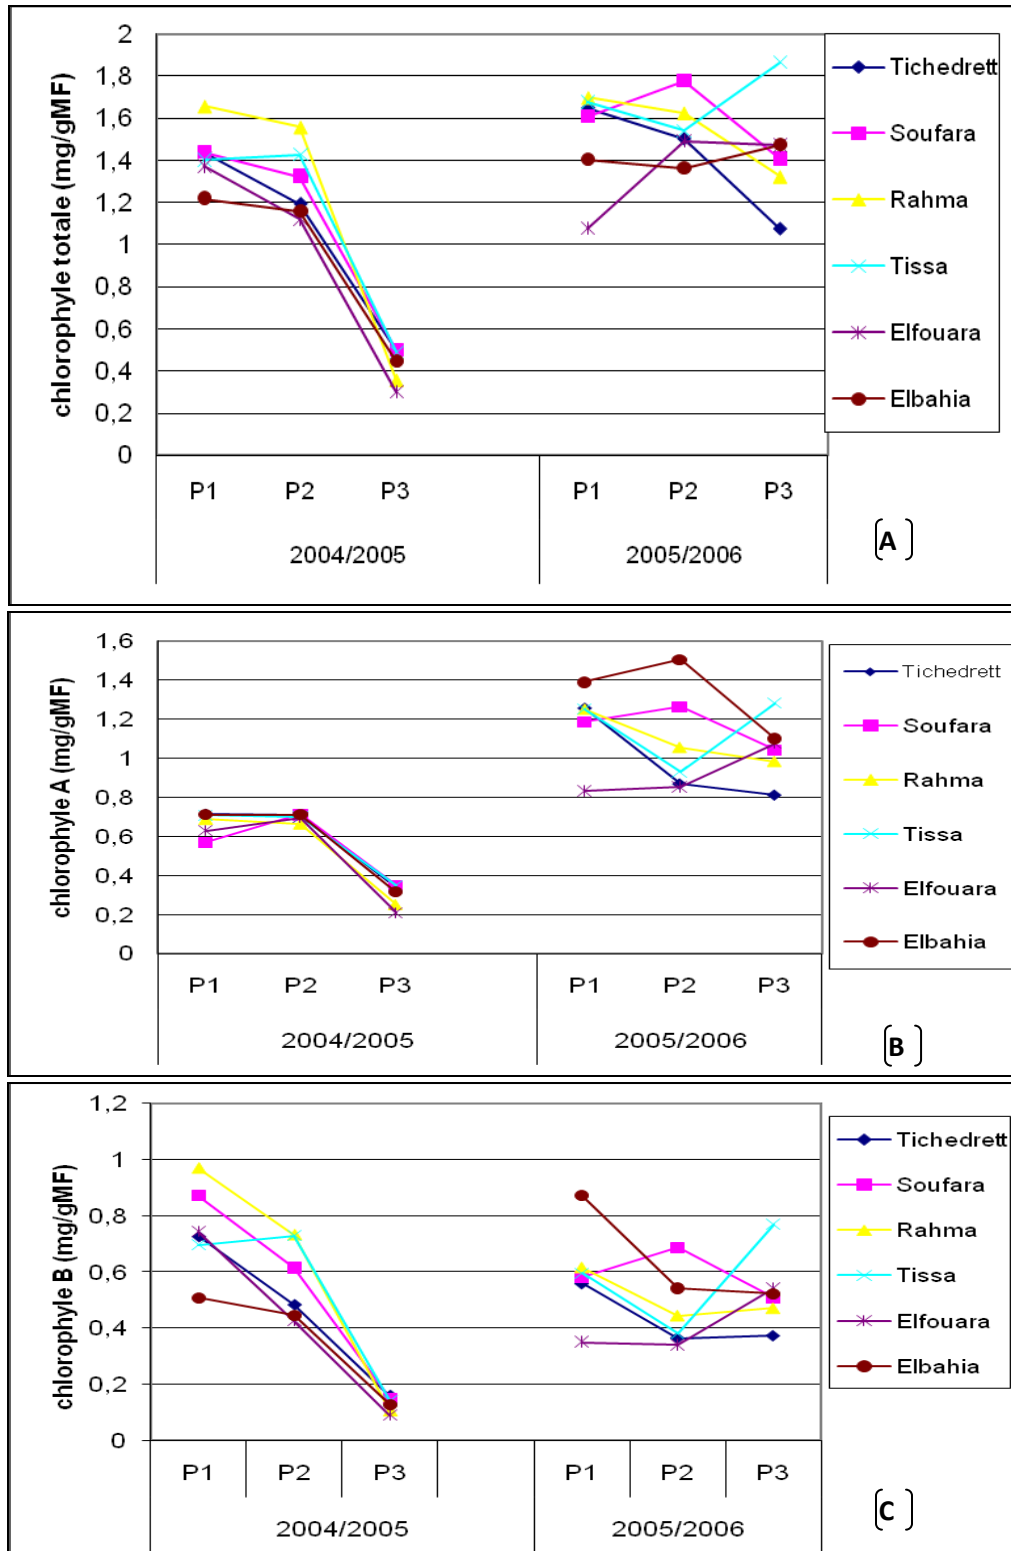 chlorophyle totale (mg/gMF)
2
1,8
1,6
1,4
1,2
1
0,8
0,6
0,4
0,2
0
P1 P2 P3 P1 P2 P3
2004/2005 2005/2006
Tichedrett
Soufara
Rahma
Tissa
Elfouara
Elbahia
A
chlorophyle A (mg/gMF)
1,6
1,4
1,2
1
0,8
0,6
0,4
0,2
0
P1 P2 P3 P1 P2 P3
2004/2005 2005/2006
Tichedrett
Soufara
Rahma
Tissa
Elfouara
Elbahia
B
chlorophyle B (mg/gMF)
1,2
1
0,8
0,6
0,4
0,2
0
P1 P2 P3 P1 P2 P3
2004/2005 2005/2006
Tichedrett
Soufara
Rahma
Tissa
Elfouara
Elbahia
C